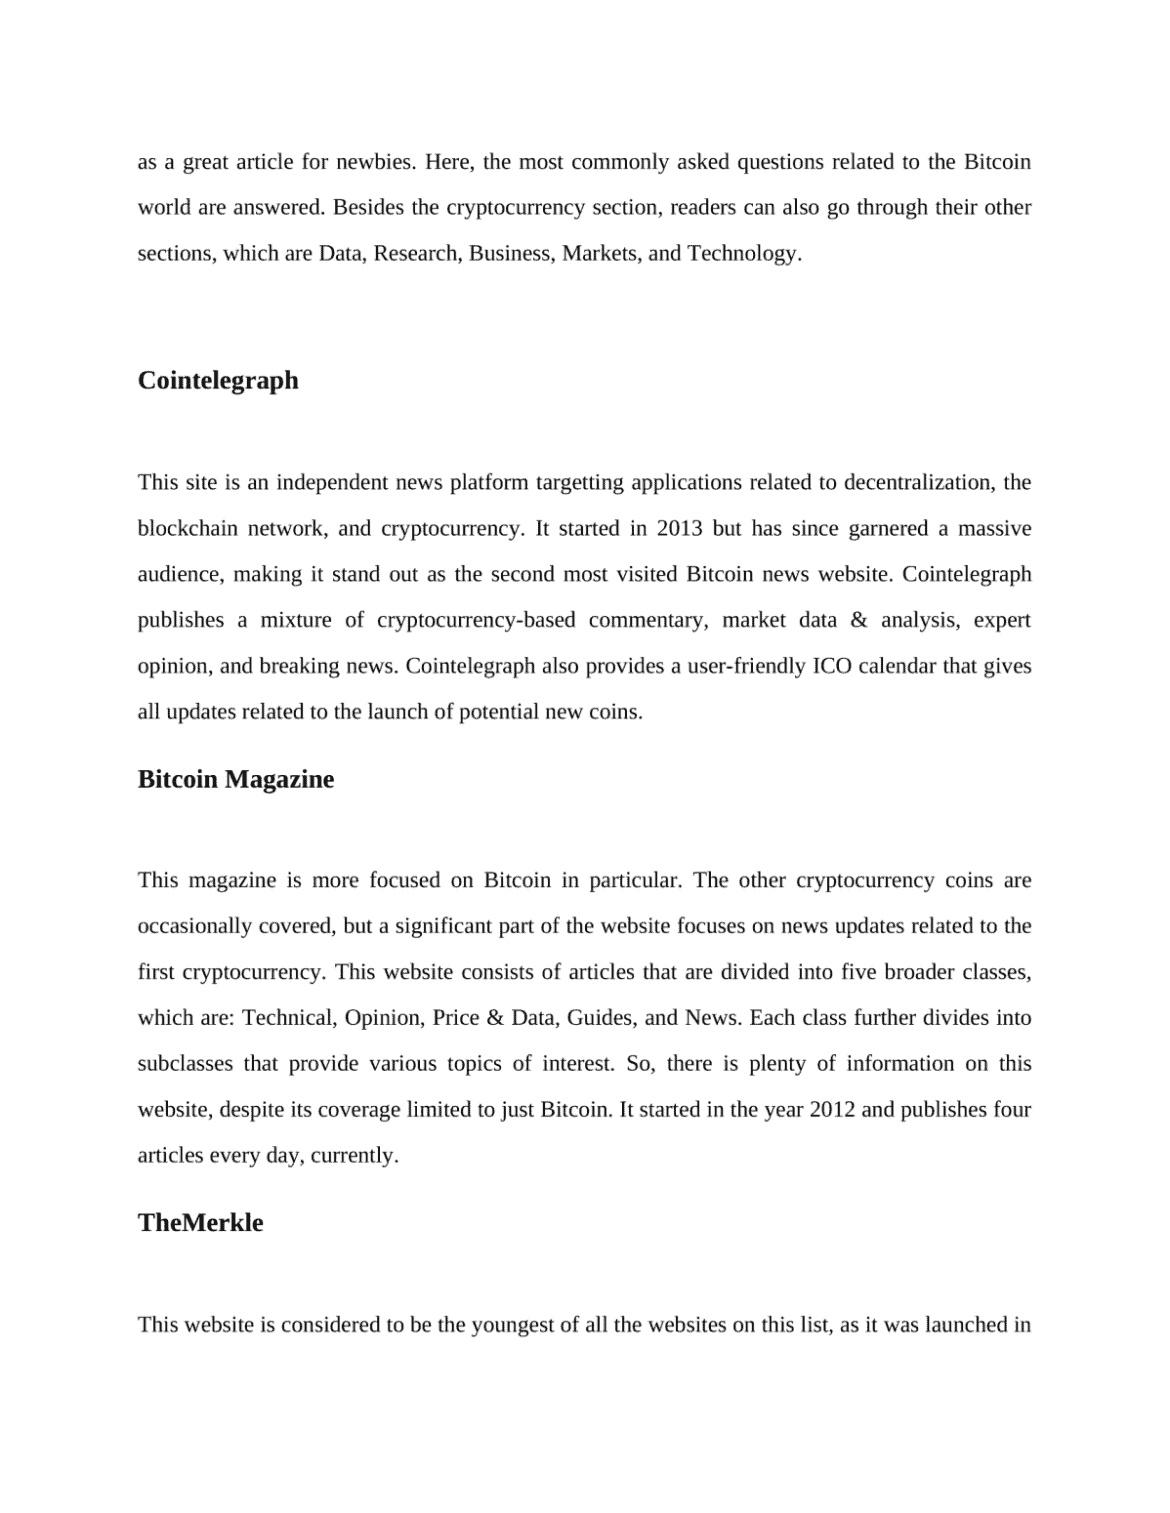 as a great article for newbies. Here, the most commonly asked questions related to the Bitcoin
world are answered. Besides the cryptocurrency section, readers can also go through their other
sections, which are Data, Research, Business, Markets, and Technology.
Cointelegraph
This site is an independent news platform targetting applications related to decentralization, the
blockchain network, and cryptocurrency. It started in 2013 but has since garnered a massive
audience, making it stand out as the second most visited Bitcoin news website. Cointelegraph
publishes a mixture of cryptocurrency-based commentary, market data & analysis, expert
opinion, and breaking news. Cointelegraph also provides a user-friendly ICO calendar that gives
all updates related to the launch of potential new coins.
Bitcoin Magazine
This magazine is more focused on Bitcoin in particular. The other cryptocurrency coins are
occasionally covered, but a significant part of the website focuses on news updates related to the
first cryptocurrency. This website consists of articles that are divided into five broader classes,
which are: Technical, Opinion, Price & Data, Guides, and News. Each class further divides into
subclasses that provide various topics of interest. So, there is plenty of information on this
website, despite its coverage limited to just Bitcoin. It started in the year 2012 and publishes four
articles every day, currently.
TheMerkle
This website is considered to be the youngest of all the websites on this list, as it was launched in